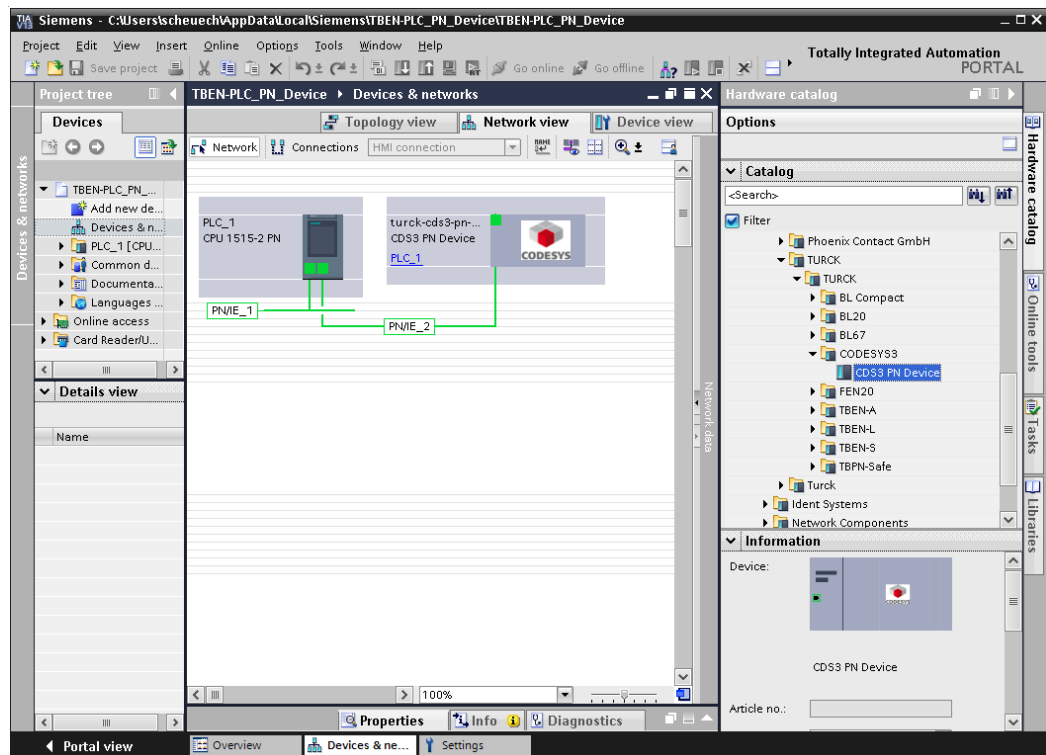 Siemens - C:\Users\scheuech\AppData\Local\Siemens\TBEN-PLC_PN_Device\TBEN-PLC_PN_Device
Project Edit View Insert Online Options Tools Window Help
Totally Integrated Automation
PORTAL
Save project
Go online
Go offline
Project tree
Devices
Devices & networks
TBEN-PLC_PN_...
Add new de...
Devices & n...
PLC_1 [CPU...
Common d...
Documenta...
Languages ...
Online access
Card Reader/U...
Details view
Name
TBEN-PLC_PN_Device
Devices & networks
Topology view
Network view
Device view
Network
Connections
HMI connection
PLC_1
CPU 1515-2 PN
turck-cds3-pn-...
CDS3 PN Device
PLC_1
CODESYS
PN/IE_1
PN/IE_2
Network data
100%
Properties
Info
Diagnostics
Hardware catalog
Options
Catalog
<Search>
Filter
Phoenix Contact GmbH
TURCK
TURCK
BL Compact
BL20
BL67
CODESYS3
CDS3 PN Device
FEN20
TBEN-A
TBEN-L
TBEN-S
TBPN-Safe
Turck
Ident Systems
Network Components
Information
Device:
CODESYS
CDS3 PN Device
Article no.:
Hardware catalog
Online tools
Tasks
Libraries
Portal view
Overview
Devices & ne...
Settings